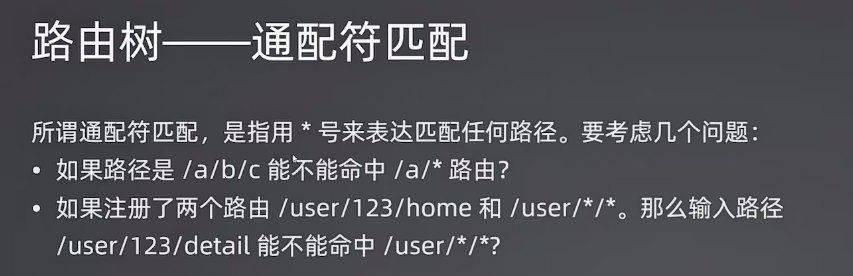 路由树——通配符匹配
所谓通配符匹配，是指用 * 号来表达匹配任何路径。要考虑几个问题：
• 如果路径是 /a/b/c 能不能命中 /a/* 路由？
• 如果注册了两个路由 /user/123/home 和 /user/*/*。那么输入路径
/user/123/detail 能不能命中 /user/*/*?